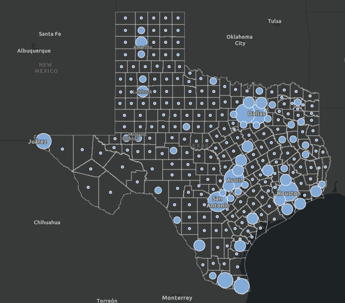 Tulsa
Santa Fe
Oklahoma
City
Albuquerque
NEW
MEXICO
Dallas
Juárez
Austin
Houston
San
Antonio
Chihuahua
Monterrey
Torreón